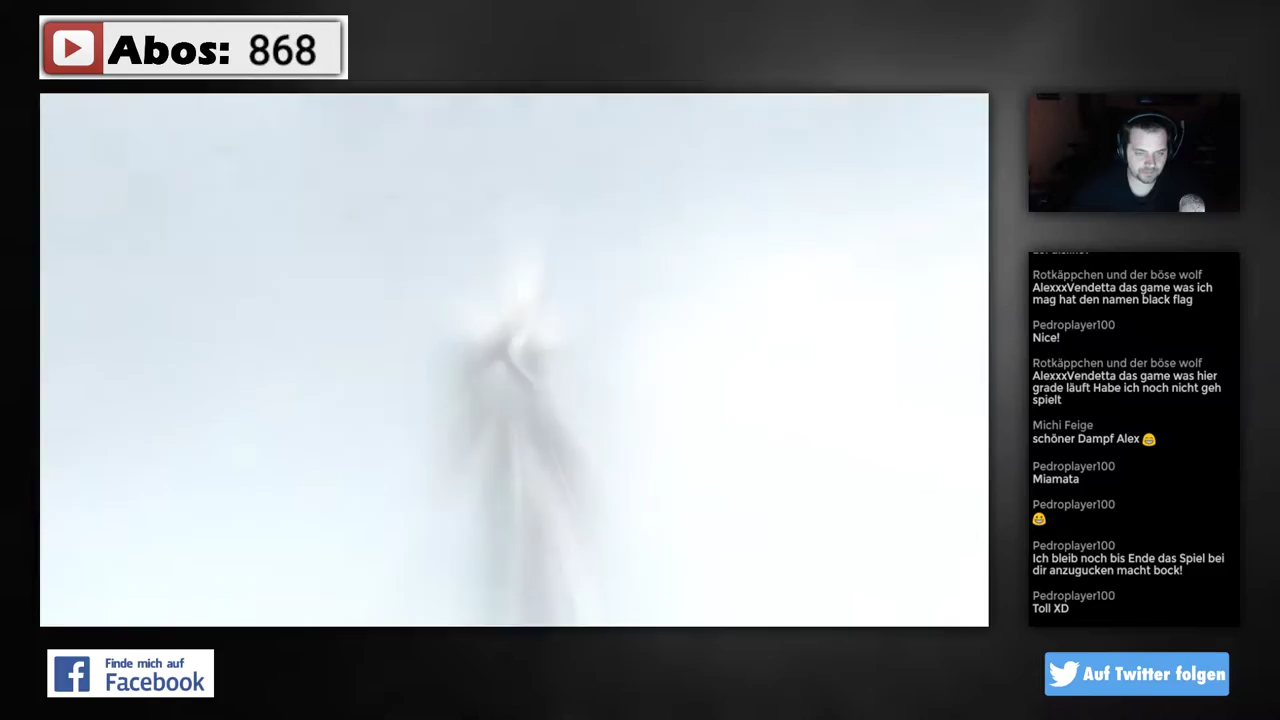 Abos: 868
Rotkäppchen und der böse wolf
AlexxxVendetta das game was ich
mag hat den namen black flag
Pedroplayer100
Nice!
Rotkäppchen und der böse wolf
AlexxxVendetta das game was hier
grade läuft Habe ich noch nicht geh
spielt
Michi Feige
schöner Dampf Alex 😁
Pedroplayer100
Miamata
Pedroplayer100
😀
Pedroplayer100
Ich bleib noch bis Ende das Spiel bei
dir anzugucken macht bock!
Pedroplayer100
Toll XD
Finde mich auf
Facebook
Auf Twitter folgen